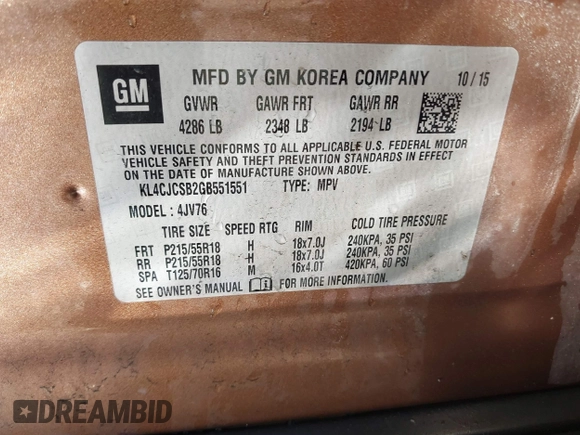 GM
MFD BY GM KOREA COMPANY 10/15
GVWR GAWR FRT GAWR RR
4286 LB 2348 LB 2194 LB
THIS VEHICLE CONFORMS TO ALL APPLICABLE U.S. FEDERAL MOTOR
VEHICLE SAFETY AND THEFT PREVENTION STANDARDS IN EFFECT
ON THE DATE OF MANUFACTURE SHOWN ABOVE.
KL4CJCSB2GB551551 TYPE: MPV
MODEL : 4JV76
TIRE SIZE SPEED RTG RIM COLD TIRE PRESSURE
FRT P215/55R18 H 18x7.0J 240KPA, 35 PSI
RR P215/55R18 H 18x7.0J 240KPA, 35 PSI
SPA T125/70R16 M 16x4.0T 420KPA, 60 PSI
SEE OWNER'S MANUAL FOR MORE INFORMATION.
DREAMBID